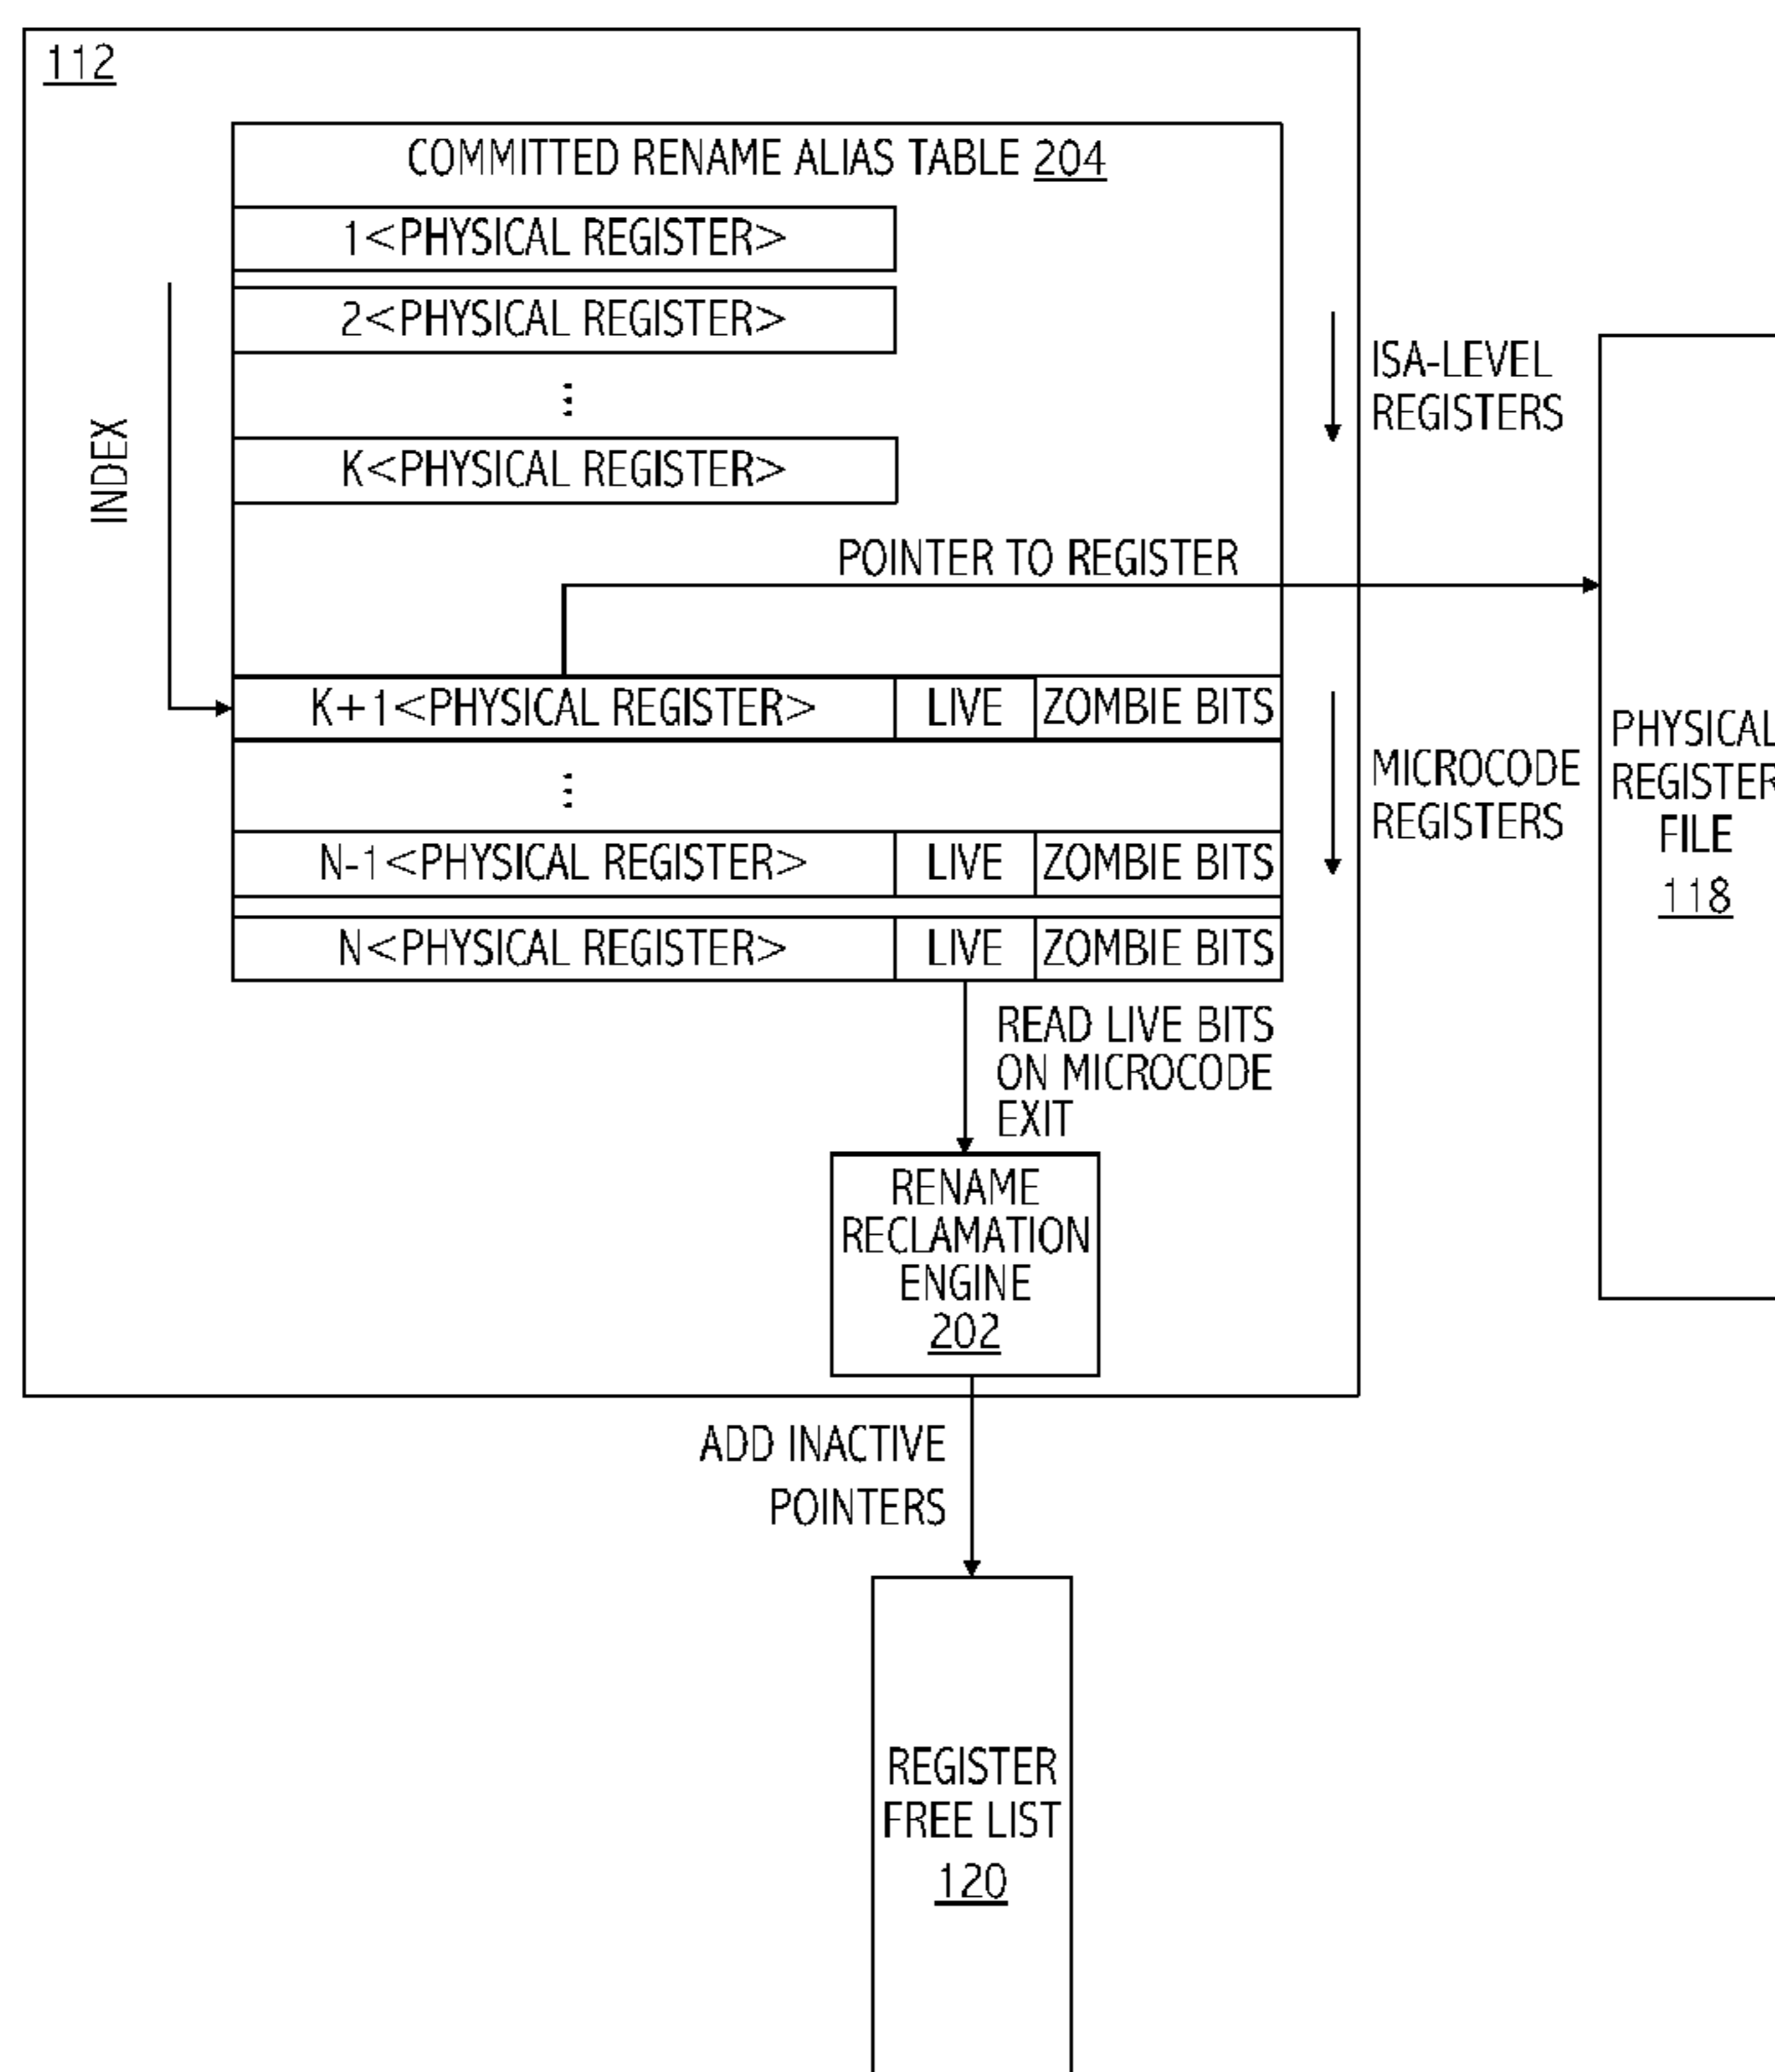 112
COMMITTED RENAME ALIAS TABLE 204
1<PHYSICAL REGISTER>
2<PHYSICAL REGISTER>
...
K<PHYSICAL REGISTER>
INDEX
ISA-LEVEL
REGISTERS
POINTER TO REGISTER
K+1<PHYSICAL REGISTER> LIVE ZOMBIE BITS
...
N-1<PHYSICAL REGISTER> LIVE ZOMBIE BITS
N<PHYSICAL REGISTER> LIVE ZOMBIE BITS
MICROCODE
REGISTERS
PHYSICAL
REGISTER
FILE
118
READ LIVE BITS
ON MICROCODE
EXIT
RENAME
RECLAMATION
ENGINE
202
ADD INACTIVE
POINTERS
REGISTER
FREE LIST
120